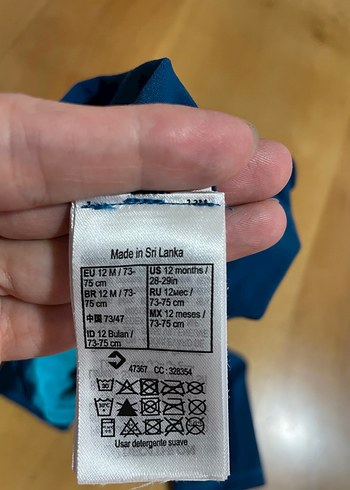 Made in Sri Lanka
EU 12 M / 73-
75 cm
BR 12 M / 73-
75 cm
中国 73/47
ID 12 Bulan /
73-75 cm
US 12 months /
28-29in
RU 12мес /
73-75 cm
MX 12 meses /
73-75 cm
47367 CC : 328354
Usar detergente suave